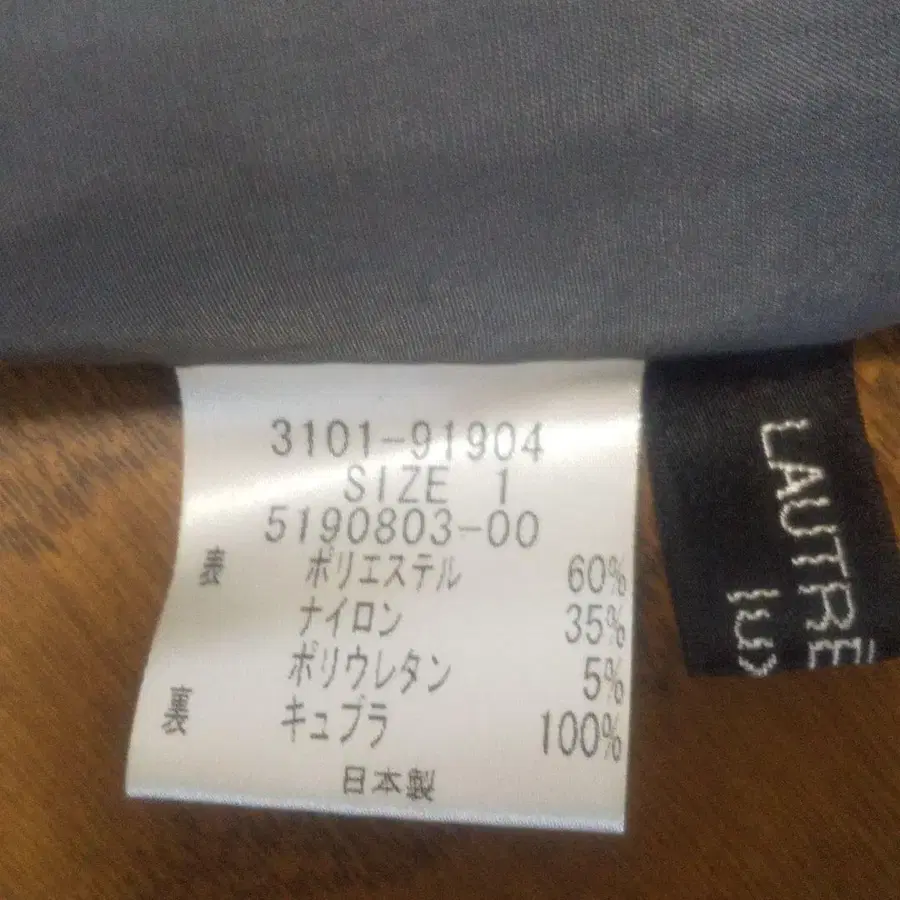 3101-91904
SIZE 1
5190803-00
表 ポリエステル 60%
ナイロン 35%
ポリウレタン 5%
裏 キュプラ 100%
日本製
LAUTRE